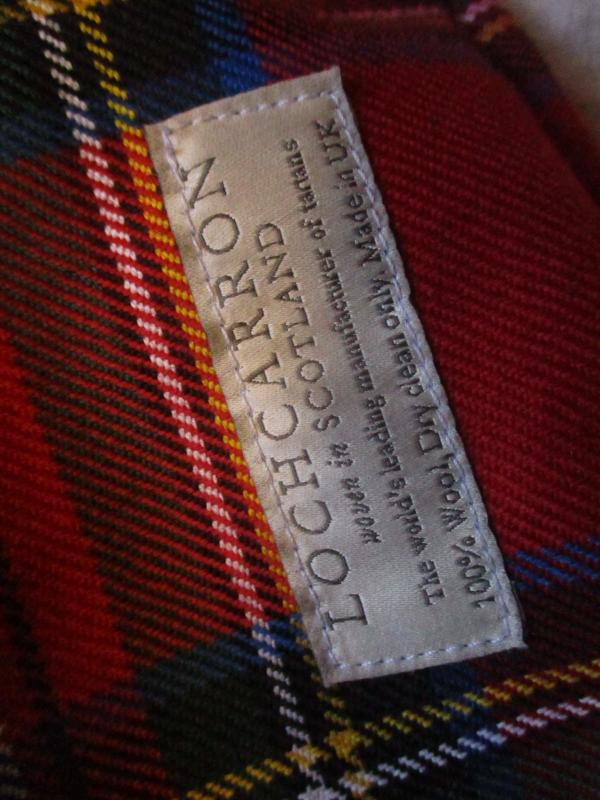 LOCHCARRON
woven in SCOTLAND
The world's leading manufacturer of tartans
100% Wool, Dry clean only, Made in UK